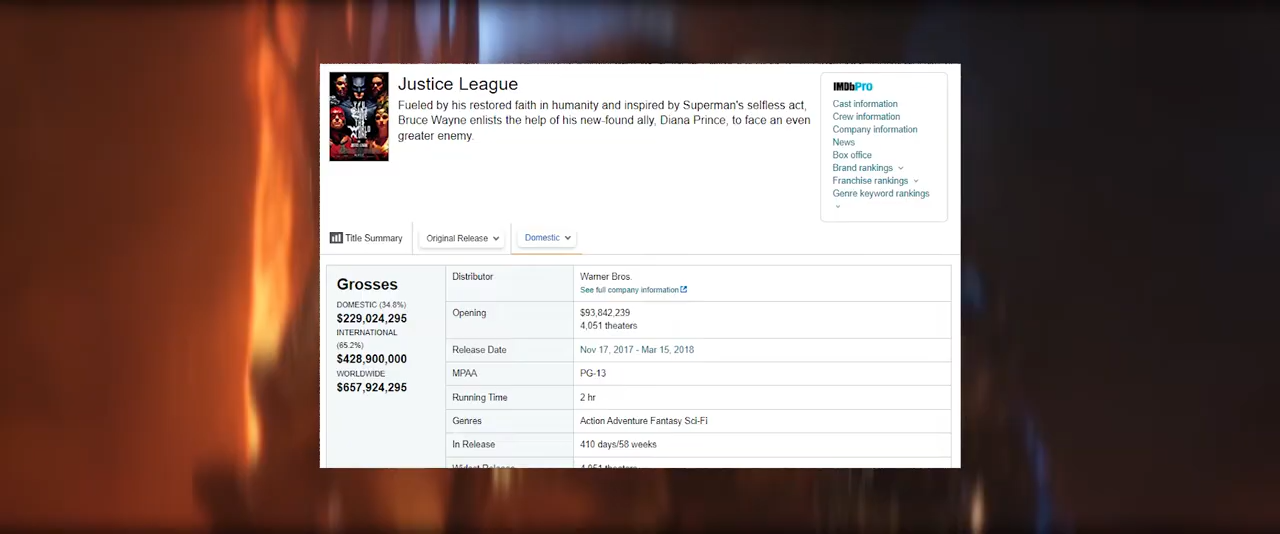 Justice League
Fueled by his restored faith in humanity and inspired by Superman's selfless act,
Bruce Wayne enlists the help of his new-found ally, Diana Prince, to face an even
greater enemy.
IMDbPro
Cast information
Crew information
Company information
News
Box office
Brand rankings
Franchise rankings
Genre keyword rankings
Title Summary
Original Release
Domestic
Grosses
DOMESTIC (34.8%)
$229,024,295
INTERNATIONAL
(65.2%)
$428,900,000
WORLDWIDE
$657,924,295
Distributor
Warner Bros.
See full company information
Opening
$93,842,239
4,051 theaters
Release Date
Nov 17, 2017 - Mar 15, 2018
MPAA
PG-13
Running Time
2 hr
Genres
Action Adventure Fantasy Sci-Fi
In Release
410 days/58 weeks
Widest Release
4,051 theaters